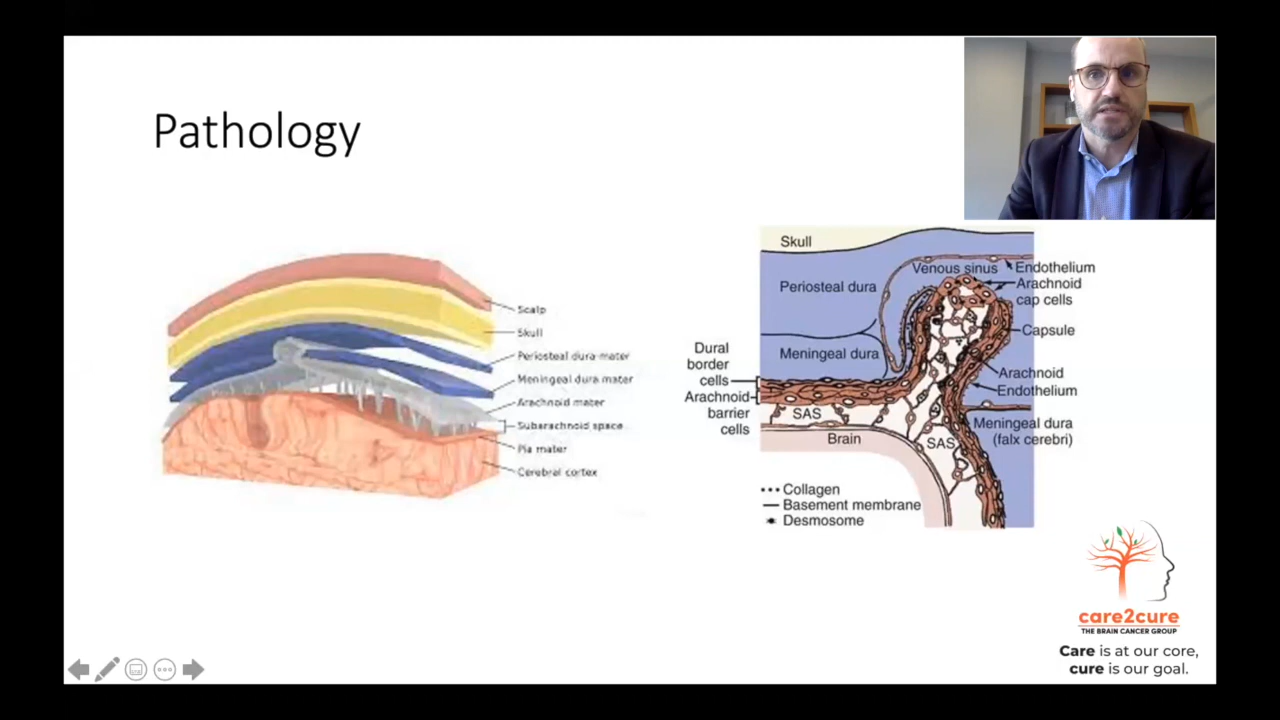 Pathology
Scalp
Skull
Periosteal dura mater
Meningeal dura mater
Arachnoid mater
Subarachnoid space
Pia mater
Cerebral cortex
Skull
Venous sinus
Endothelium
Periosteal dura
Arachnoid
cap cells
Capsule
Dural
border
cells
Meningeal dura
Arachnoid
Endothelium
Arachnoid
barrier
cells
SAS
Meningeal dura
(falx cerebri)
Brain
SAS
Collagen
Basement membrane
Desmosome
care2cure
THE BRAIN CANCER GROUP
Care is at our core,
cure is our goal.